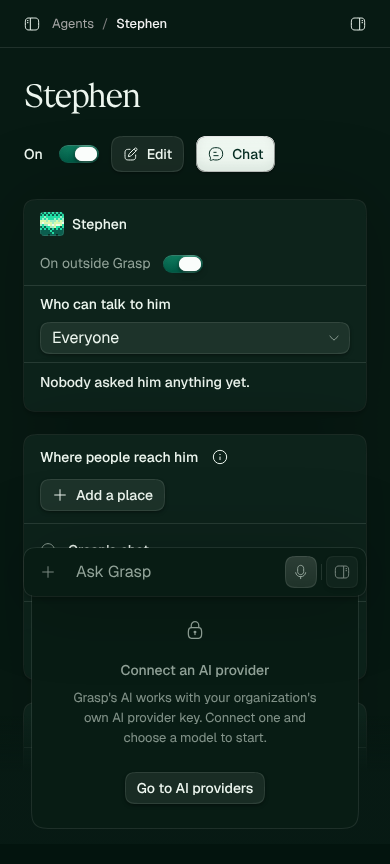 Agents / Stephen
Stephen
On
Edit
Chat
Stephen
On outside Grasp
Who can talk to him
Everyone
Nobody asked him anything yet.
Where people reach him
Add a place
Ask Grasp
Connect an AI provider
Grasp's AI works with your organization's
own AI provider key. Connect one and
choose a model to start.
Go to AI providers